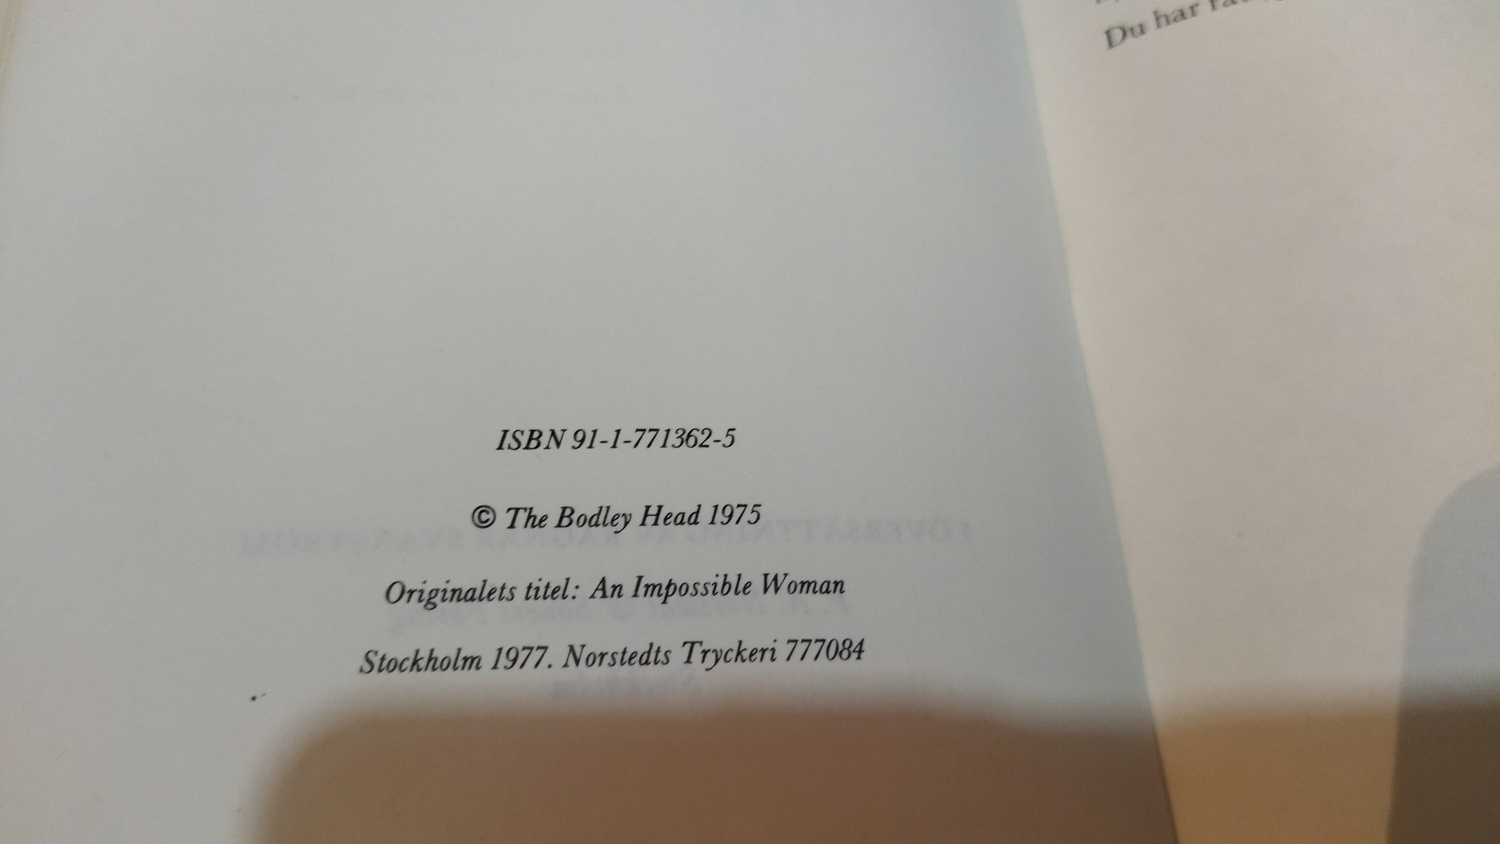 ISBN 91-1-771362-5
© The Bodley Head 1975
Originalets titel: An Impossible Woman
Stockholm 1977. Norstedts Tryckeri 777084
Du har